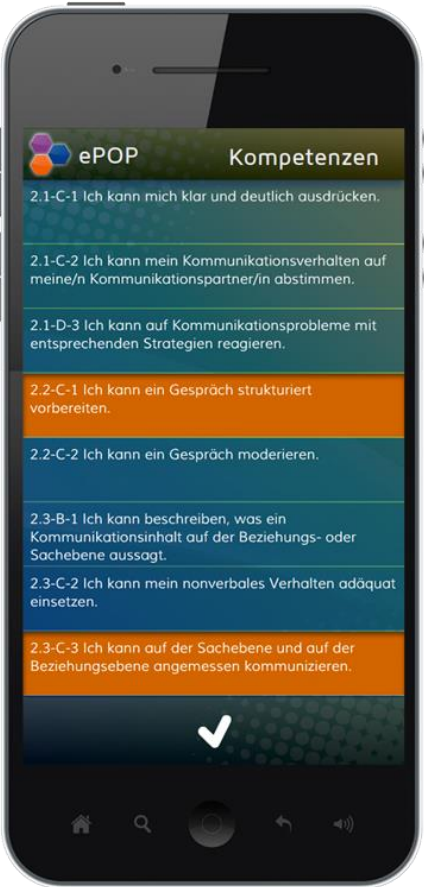 ePOP
Kompetenzen
2.1-C-1 Ich kann mich klar und deutlich ausdrücken.
2.1-C-2 Ich kann mein Kommunikationsverhalten auf
meine/n Kommunikationspartner/in abstimmen.
2.1-D-3 Ich kann auf Kommunikationsprobleme mit
entsprechenden Strategien reagieren.
2.2-C-1 Ich kann ein Gespräch strukturiert
vorbereiten.
2.2-C-2 Ich kann ein Gespräch moderieren.
2.3-B-1 Ich kann beschreiben, was ein
Kommunikationsinhalt auf der Beziehungs- oder
Sachebene aussagt.
2.3-C-2 Ich kann mein nonverbales Verhalten adäquat
einsetzen.
2.3-C-3 Ich kann auf der Sachebene und auf der
Beziehungsebene angemessen kommunizieren.